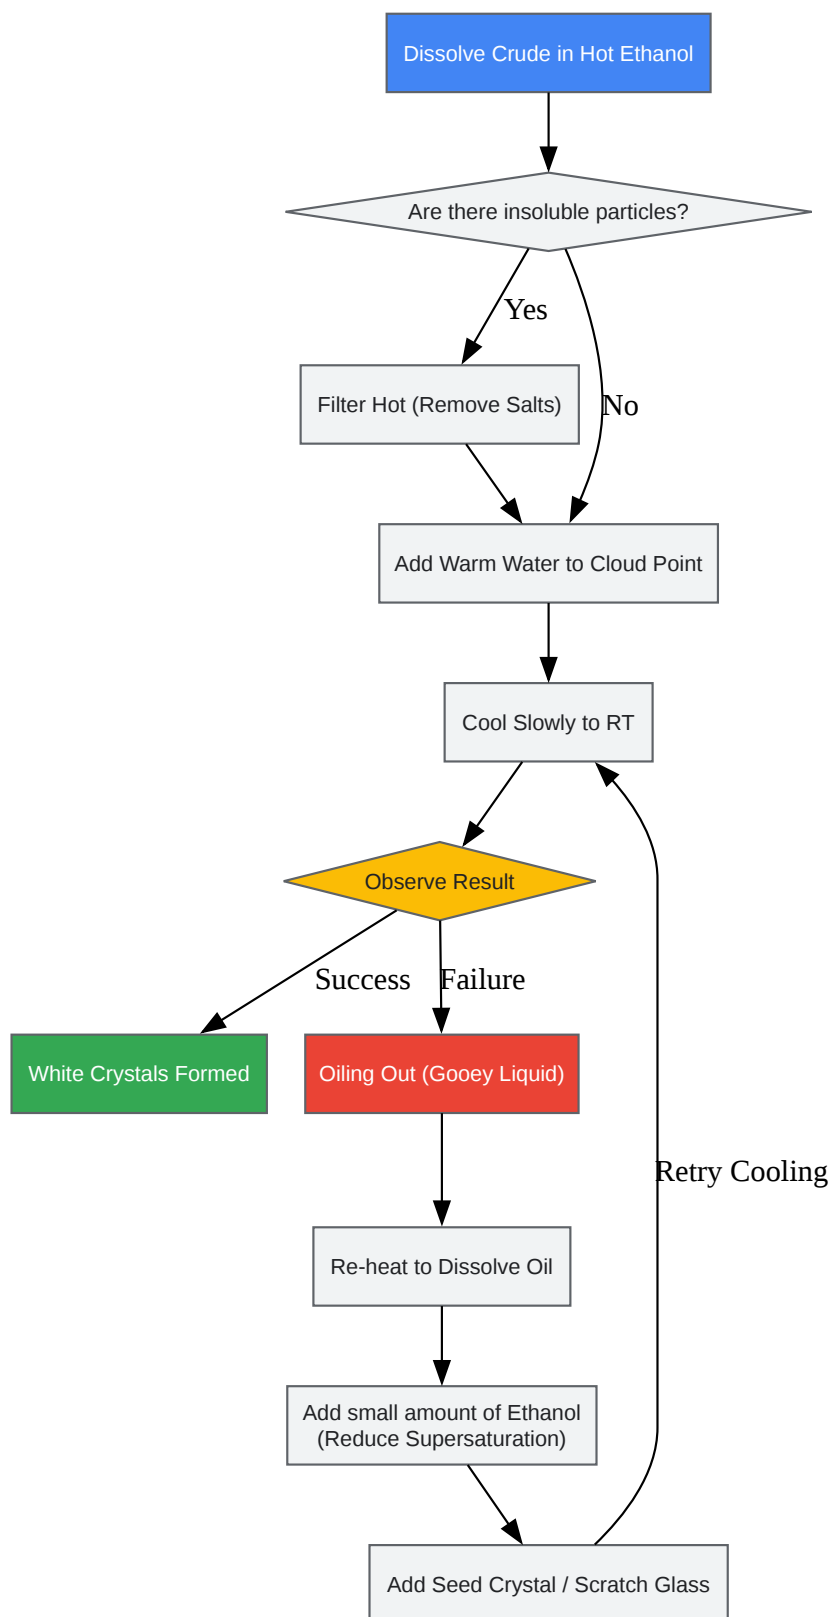 Dissolve Crude in Hot Ethanol
Are there insoluble particles?
Yes
Filter Hot (Remove Salts)
No
Add Warm Water to Cloud Point
Cool Slowly to RT
Observe Result
Success
Failure
White Crystals Formed
Oiling Out (Gooey Liquid)
Retry Cooling
Re-heat to Dissolve Oil
Add small amount of Ethanol
(Reduce Supersaturation)
Add Seed Crystal / Scratch Glass